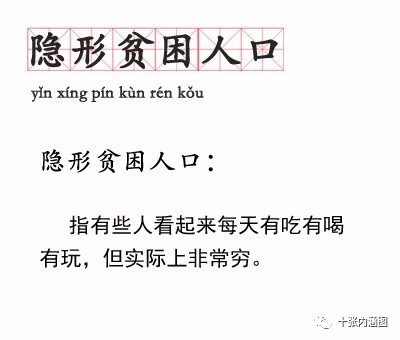 隐形贫困人口
yǐn xíng pín kùn rén kǒu
隐形贫困人口：
指有些人看起来每天有吃有喝
有玩，但实际上非常穷。
十张内涵图